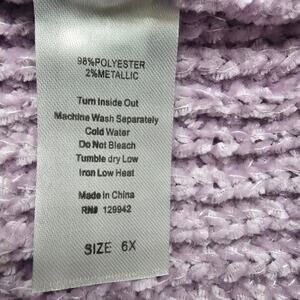 98%POLYESTER
2%METALLIC
Turn Inside Out
Machine Wash Separately
Cold Water
Do Not Bleach
Tumble dry Low
Iron Low Heat
Made in China
RN# 129942
SIZE 6X